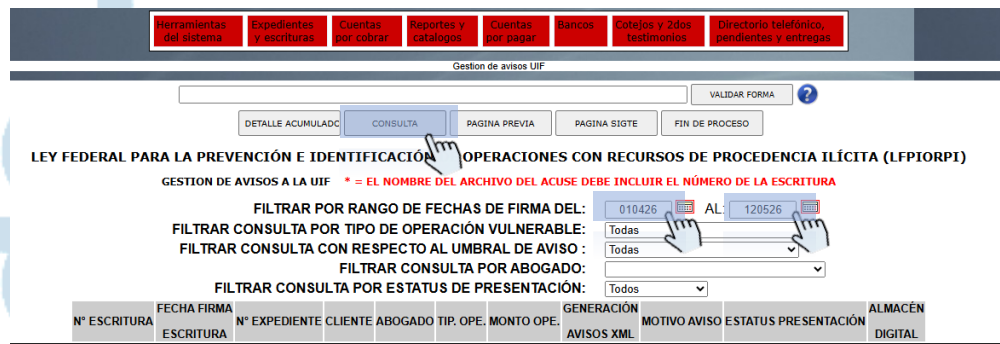 Herramientas del sistema Expedientes y escrituras Cuentas por cobrar Reportes y catalogos Cuentas por pagar Bancos Cotejos y 2dos testimonios Directorio telefónico, pendientes y entregas
Gestion de avisos UIF
VALIDAR FORMA ?
DETALLE ACUMULADO CONSULTA PAGINA PREVIA PAGINA SIGTE FIN DE PROCESO
LEY FEDERAL PARA LA PREVENCIÓN E IDENTIFICACIÓN OPERACIONES CON RECURSOS DE PROCEDENCIA ILÍCITA (LFPIORPI)
GESTION DE AVISOS A LA UIF * = EL NOMBRE DEL ARCHIVO DEL ACUSE DEBE INCLUIR EL NÚMERO DE LA ESCRITURA
FILTRAR POR RANGO DE FECHAS DE FIRMA DEL: 010426 AL: 120526
FILTRAR CONSULTA POR TIPO DE OPERACIÓN VULNERABLE: Todas
FILTRAR CONSULTA CON RESPECTO AL UMBRAL DE AVISO : Todas
FILTRAR CONSULTA POR ABOGADO:
FILTRAR CONSULTA POR ESTATUS DE PRESENTACIÓN: Todos
N° ESCRITURA FECHA FIRMA ESCRITURA N° EXPEDIENTE CLIENTE ABOGADO TIP. OPE. MONTO OPE. GENERACIÓN AVISOS XML MOTIVO AVISO ESTATUS PRESENTACIÓN ALMACÉN DIGITAL